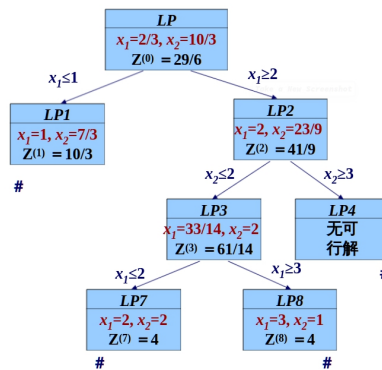 LP
x1=2/3, x2=10/3
Z(0) =29/6
x1≤1
x1≥2
LP1
x1=1, x2=7/3
Z(1) =10/3
#
LP2
x1=2, x2=23/9
Z(2) =41/9
x2≤2
x2≥3
LP3
x1=33/14, x2=2
Z(3) =61/14
LP4
无可
行解
x1≤2
x1≥3
LP7
x1=2, x2=2
Z(7) =4
#
LP8
x1=3, x2=1
Z(8) =4
#